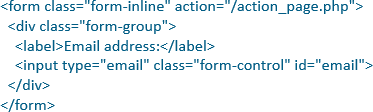 <form class="form-inline" action="/action_page.php">
  <div class="form-group">
    <label>Email address:</label>
    <input type="email" class="form-control" id="email">
  </div>
</form>